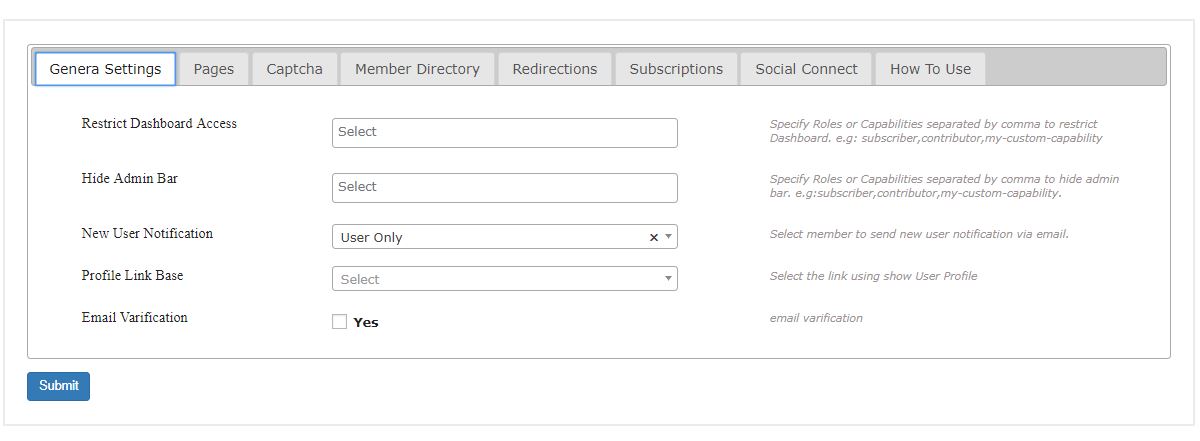 Genera Settings Pages Captcha Member Directory Redirections Subscriptions Social Connect How To Use
Restrict Dashboard Access
Select
Specify Roles or Capabilities separated by comma to restrict
Dashboard. e.g: subscriber,contributor,my-custom-capability
Hide Admin Bar
Select
Specify Roles or Capabilities separated by comma to hide admin
bar. e.g:subscriber,contributor,my-custom-capability.
New User Notification
User Only ×
Select member to send new user notification via email.
Profile Link Base
Select
Select the link using show User Profile
Email Varification
Yes
email varification
Submit